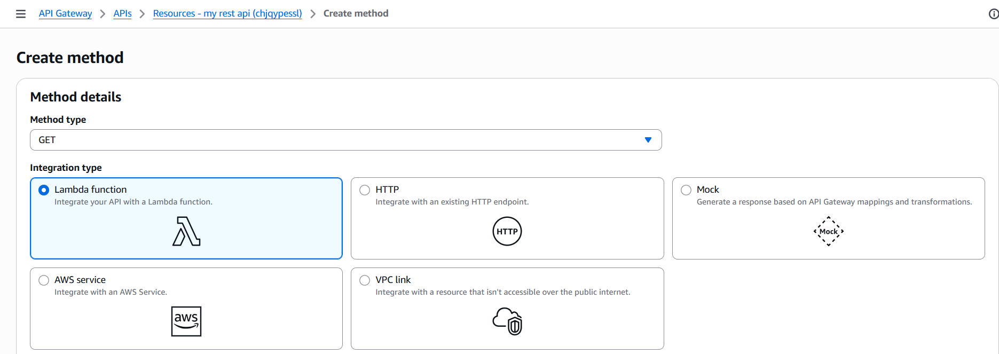 API Gateway > APIs > Resources - my rest api (chjqypessl) > Create method
Create method
Method details
Method type
GET
Integration type
Lambda function
Integrate your API with a Lambda function.
HTTP
Integrate with an existing HTTP endpoint.
HTTP
Mock
Generate a response based on API Gateway mappings and transformations.
Mock
AWS service
Integrate with an AWS Service.
aws
VPC link
Integrate with a resource that isn't accessible over the public internet.